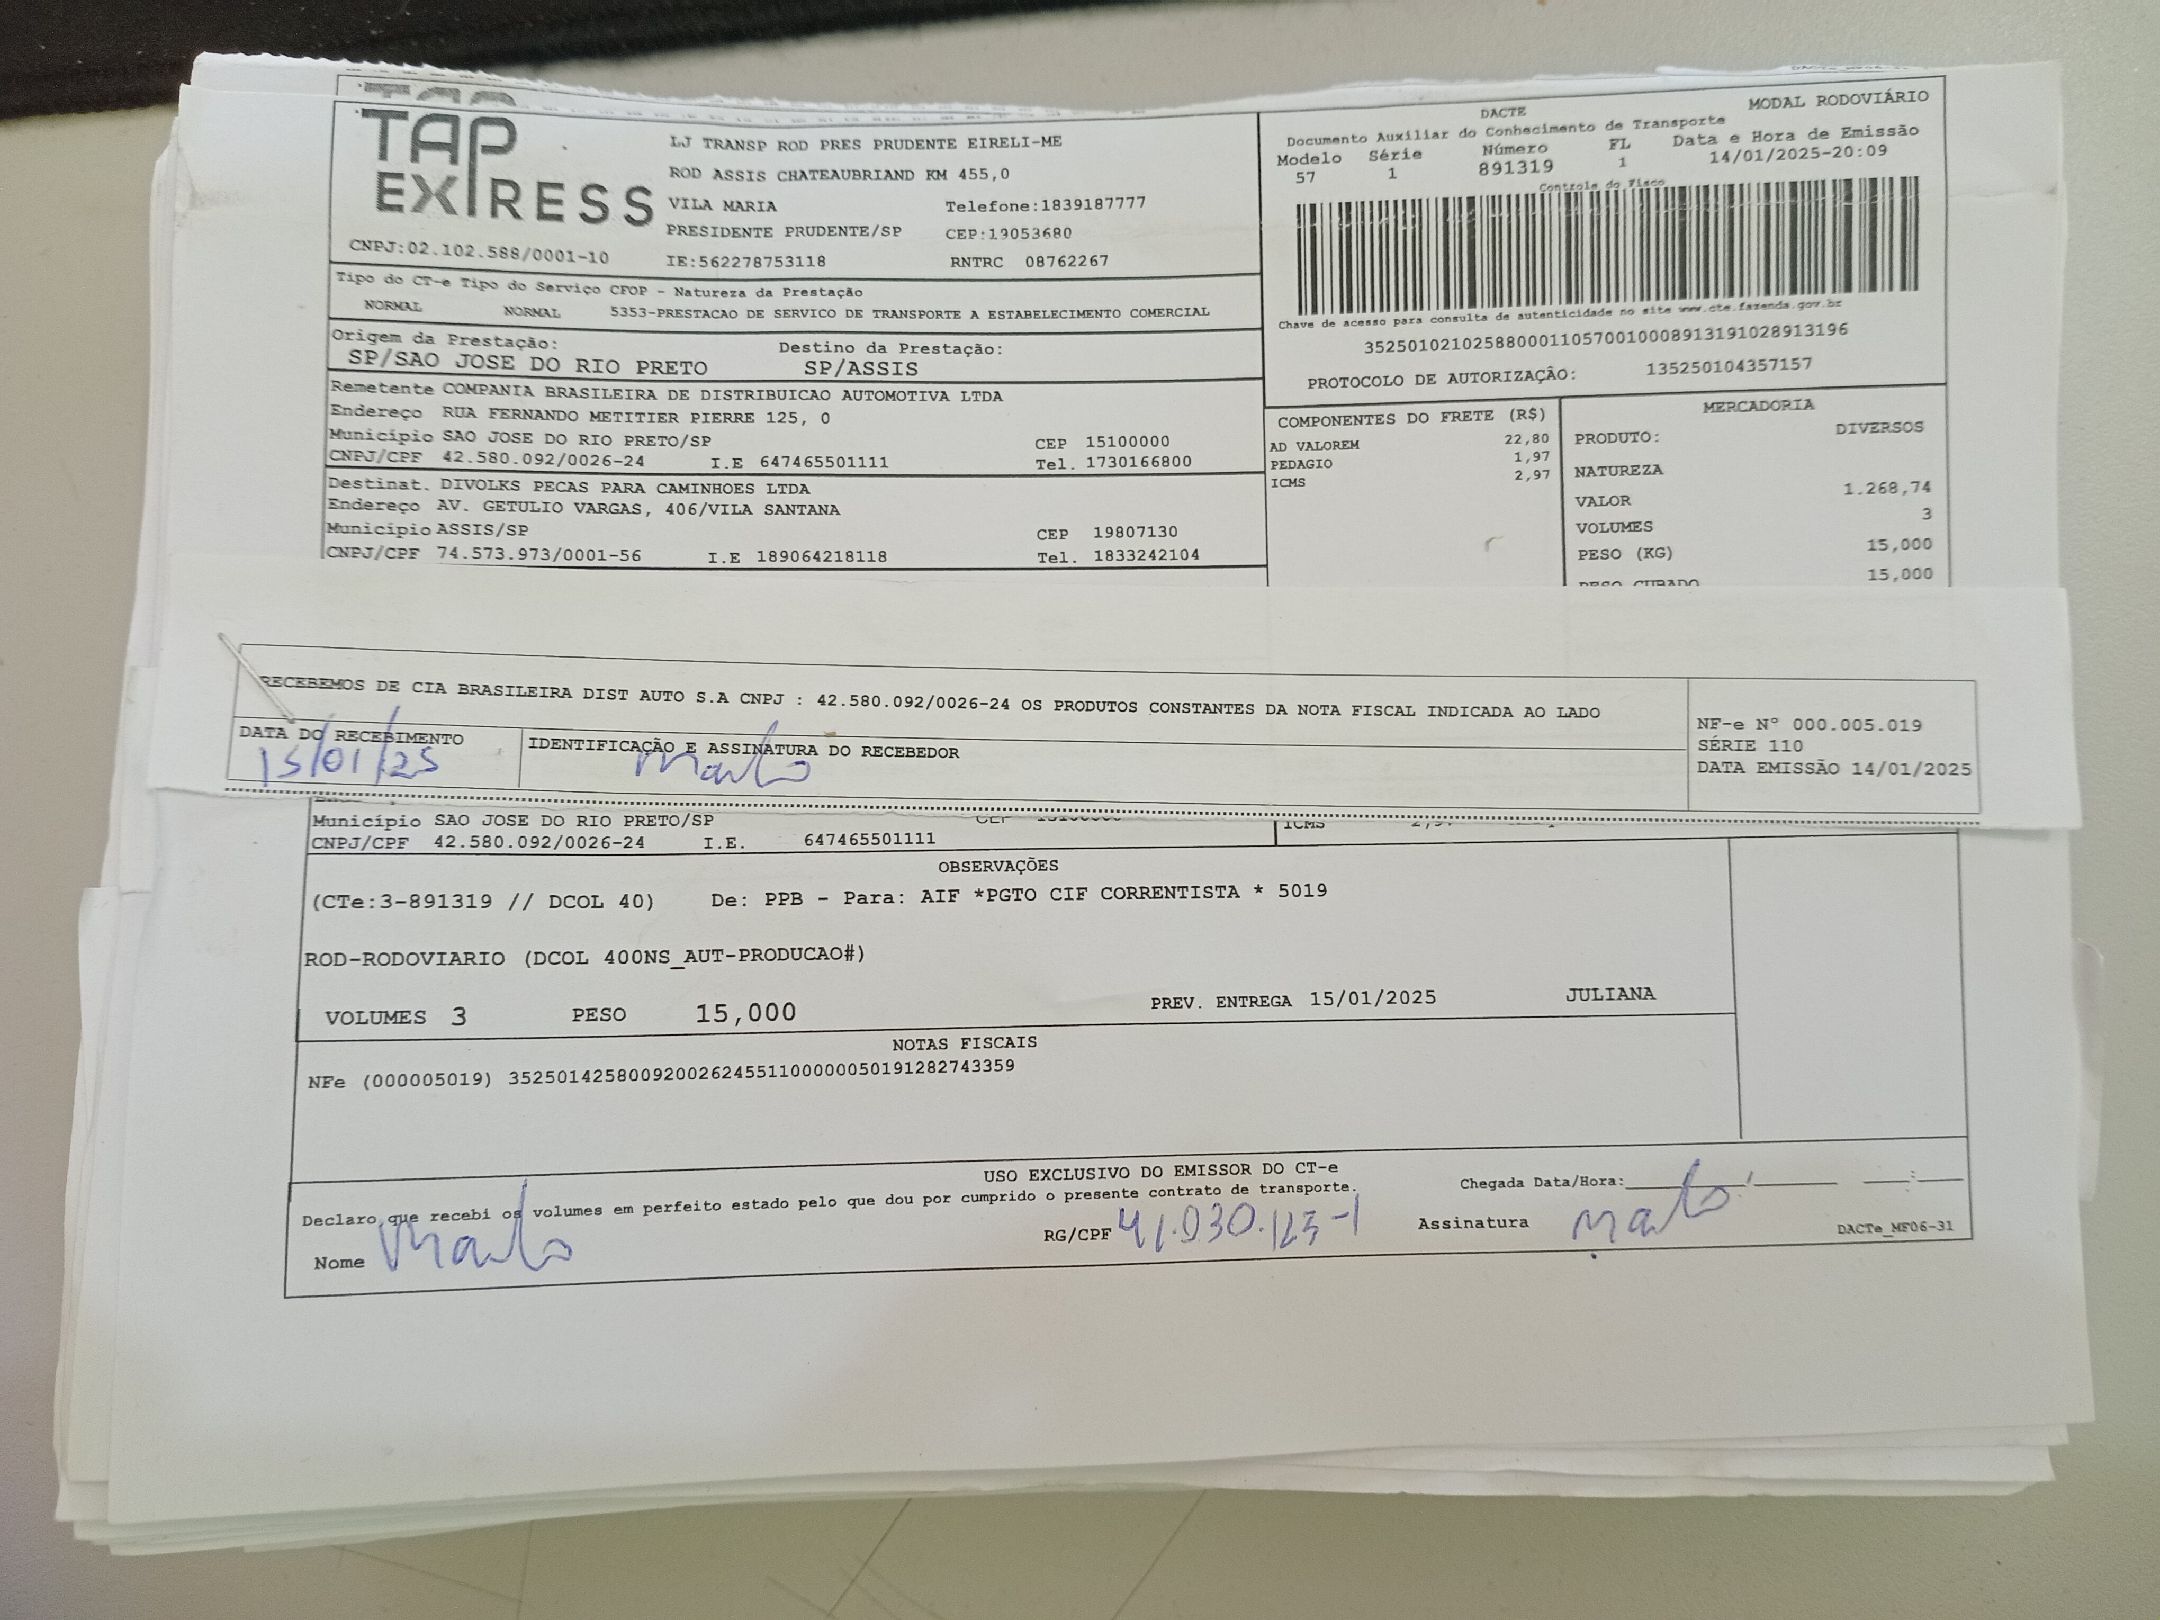 TAP
EXPRESS
CNPJ:02.102.588/0001-10
LJ TRANSP ROD PRES PRUDENTE EIRELI-ME
ROD ASSIS CHATEAUBRIAND KM 455,0
VILA MARIA Telefone:1839187777
PRESIDENTE PRUDENTE/SP CEP:19053680
IE:562278753118 RNTRC 08762267
DACTE MODAL RODOVIÁRIO
Documento Auxiliar do Conhecimento de Transporte
Modelo Série Número FL Data e Hora de Emissão
57 1 891319 1 14/01/2025-20:09
Controle do Fisco
Chave de acesso para consulta de autenticidade no site www.cte.fazenda.gov.br
35250102102588000110570010008913191028913196
PROTOCOLO DE AUTORIZAÇÃO: 135250104357157
Tipo do CT-e Tipo do Serviço CFOP - Natureza da Prestação
NORMAL NORMAL 5353-PRESTACAO DE SERVICO DE TRANSPORTE A ESTABELECIMENTO COMERCIAL
Origem da Prestação: Destino da Prestação:
SP/SAO JOSE DO RIO PRETO SP/ASSIS
Remetente COMPANIA BRASILEIRA DE DISTRIBUICAO AUTOMOTIVA LTDA
Endereço RUA FERNANDO METITIER PIERRE 125, 0
Município SAO JOSE DO RIO PRETO/SP CEP 15100000
CNPJ/CPF 42.580.092/0026-24 I.E 647465501111 Tel. 1730166800
Destinat. DIVOLKS PECAS PARA CAMINHOES LTDA
Endereço AV. GETULIO VARGAS, 406/VILA SANTANA
Município ASSIS/SP CEP 19807130
CNPJ/CPF 74.573.973/0001-56 I.E 189064218118 Tel. 1833242104
COMPONENTES DO FRETE (R$)
AD VALOREM 22,80
PEDAGIO 1,97
ICMS 2,97
MERCADORIA
PRODUTO: DIVERSOS
NATUREZA
VALOR 1.268,74
VOLUMES 3
PESO (KG) 15,000
PESO CUBADO 15,000
RECEBEMOS DE CIA BRASILEIRA DIST AUTO S.A CNPJ : 42.580.092/0026-24 OS PRODUTOS CONSTANTES DA NOTA FISCAL INDICADA AO LADO
DATA DO RECEBIMENTO IDENTIFICAÇÃO E ASSINATURA DO RECEBEDOR
15/01/25
NF-e Nº 000.005.019
SÉRIE 110
DATA EMISSÃO 14/01/2025
Município SAO JOSE DO RIO PRETO/SP
CNPJ/CPF 42.580.092/0026-24 I.E. 647465501111
ICMS
OBSERVAÇÕES
(CTe:3-891319 // DCOL 40) De: PPB - Para: AIF *PGTO CIF CORRENTISTA * 5019
ROD-RODOVIARIO (DCOL 400NS_AUT-PRODUCAO#)
VOLUMES 3 PESO 15,000 PREV. ENTREGA 15/01/2025 JULIANA
NOTAS FISCAIS
NFe (000005019) 35250142580092002624551100000050191282743359
USO EXCLUSIVO DO EMISSOR DO CT-e
Declaro que recebi os volumes em perfeito estado pelo que dou por cumprido o presente contrato de transporte.
Chegada Data/Hora:
Nome RG/CPF 41.030.125-1 Assinatura
DACTe_MF06-31